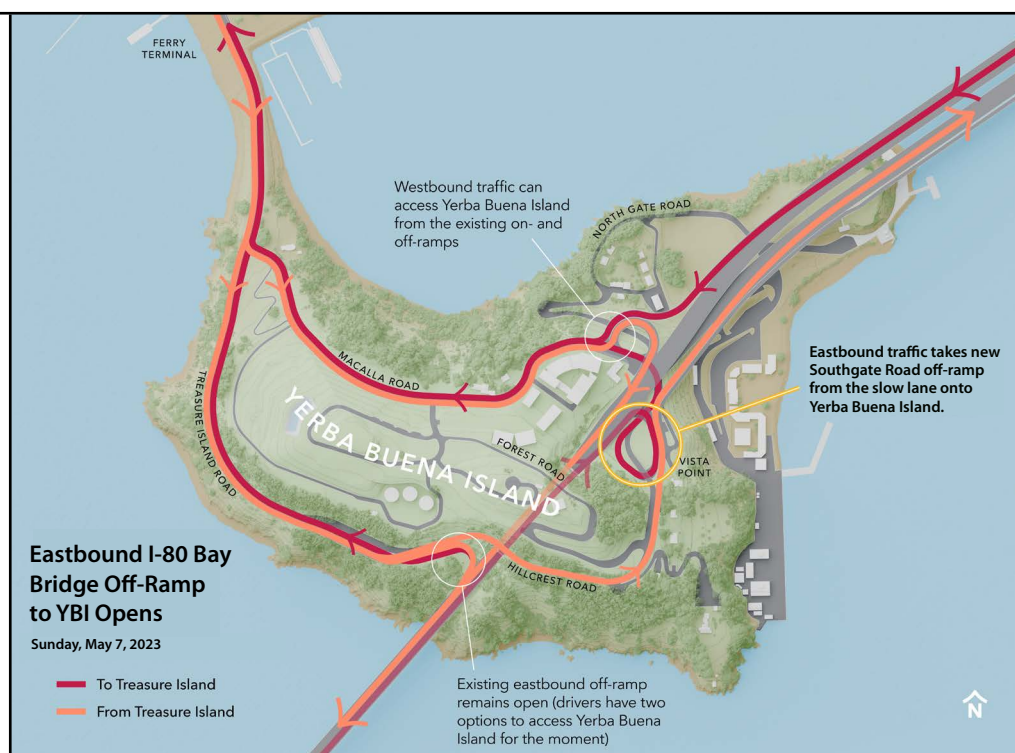 FERRY
TERMINAL
Westbound traffic can
access Yerba Buena Island
from the existing on- and
off-ramps
NORTH GATE ROAD
MACALLA ROAD
TREASURE ISLAND ROAD
YERBA BUENA ISLAND
FOREST ROAD
VISTA
POINT
Eastbound traffic takes new
Southgate Road off-ramp
from the slow lane onto
Yerba Buena Island.
HILLCREST ROAD
Eastbound I-80 Bay
Bridge Off-Ramp
to YBI Opens
Sunday, May 7, 2023
To Treasure Island
From Treasure Island
Existing eastbound off-ramp
remains open (drivers have two
options to access Yerba Buena
Island for the moment)
N